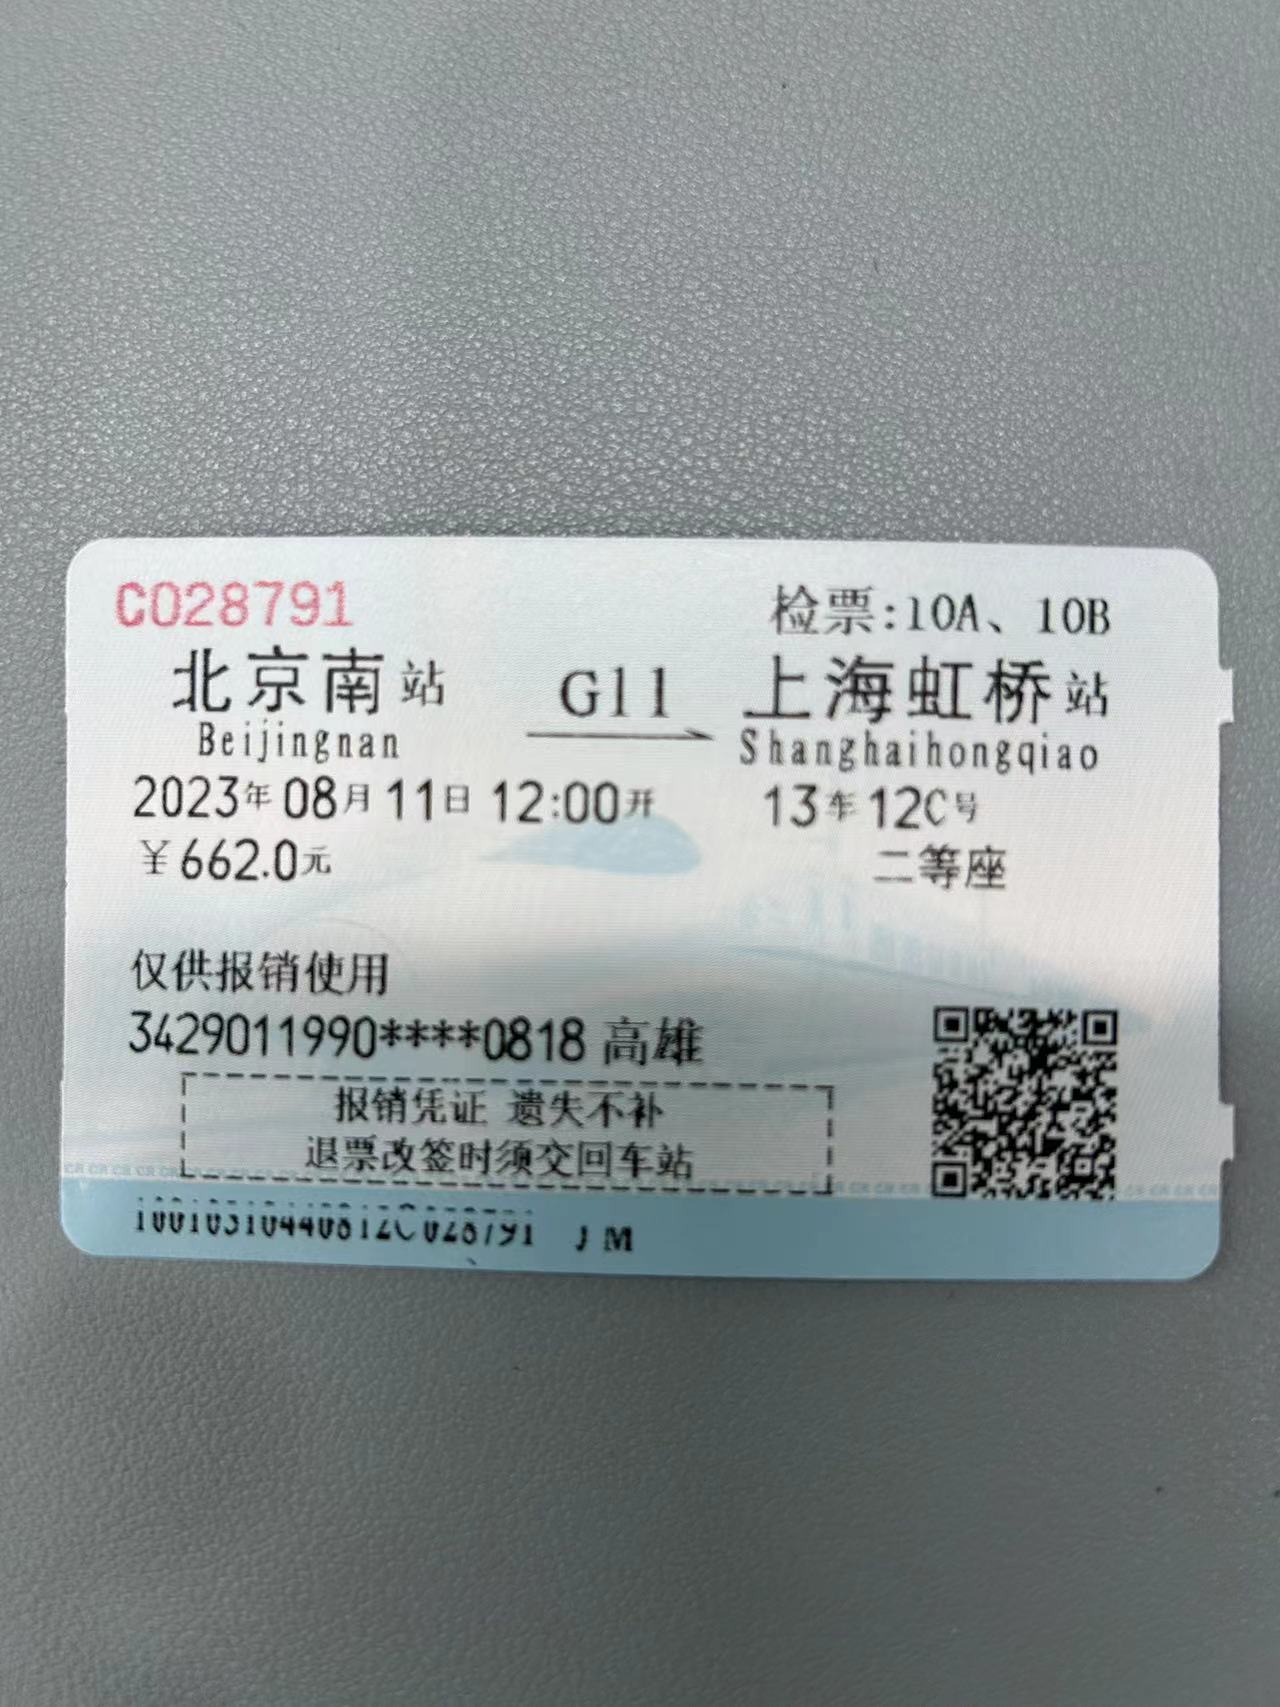 C028791
检票:10A、10B
北京南站 G11 上海虹桥站
Beijingnan Shanghaihongqiao
2023年08月11日 12:00开 13车12C号
￥662.0元 二等座
仅供报销使用
3429011990****0818 高雄
报销凭证 遗失不补
退票改签时须交回车站
JM